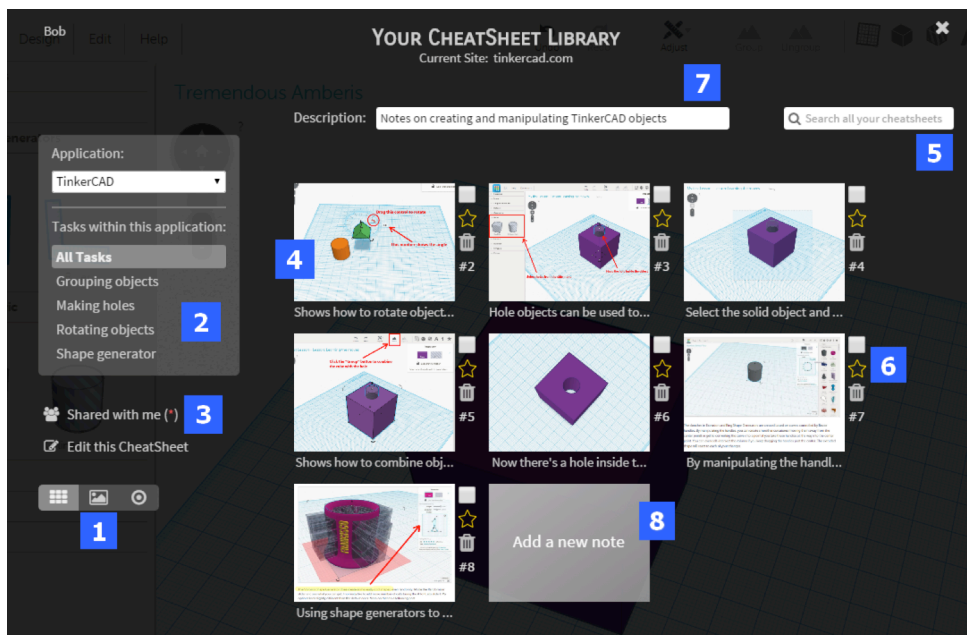 Bob
Design
Edit
Help
YOUR CHEATSHEET LIBRARY
Current Site: tinkercad.com
Adjust
Tremendous Amberis
7
Description: Notes on creating and manipulating TinkerCAD objects
Search all your cheatsheets
5
Application:
TinkerCAD
Tasks within this application:
All Tasks
Grouping objects
Making holes
Rotating objects
Shape generator
2
Shared with me (*)
3
Edit this CheatSheet
1
4
#2
#3
#4
Shows how to rotate object...
Hole objects can be used to...
Select the solid object and ...
6
#5
#6
#7
Shows how to combine obj...
Now there's a hole inside t...
By manipulating the handl...
#8
Add a new note
8
Using shape generators to ...